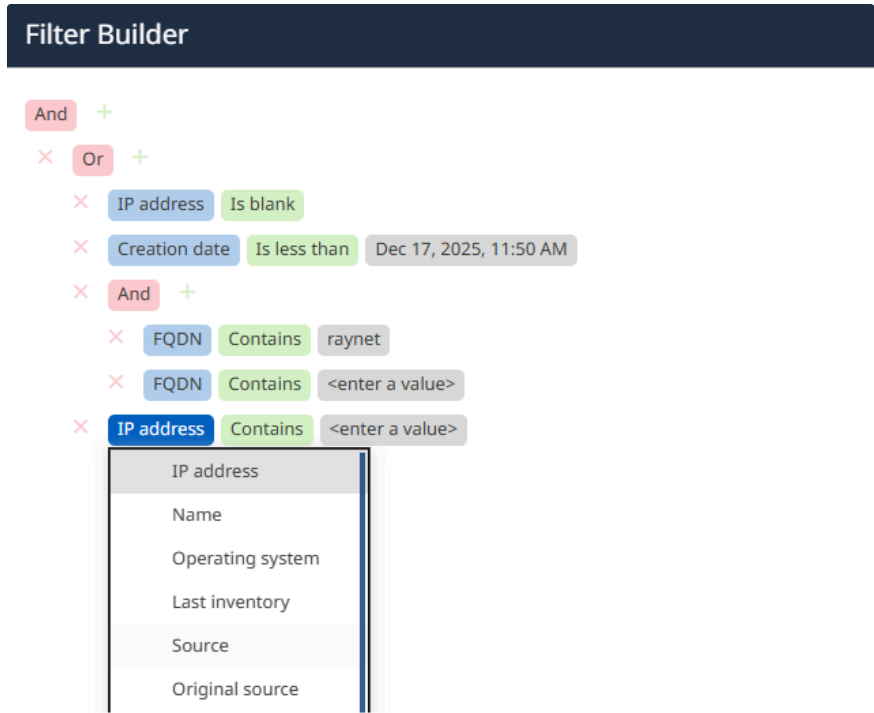 Filter Builder
And +
× Or +
× IP address Is blank
× Creation date Is less than Dec 17, 2025, 11:50 AM
× And +
× FQDN Contains raynet
× FQDN Contains <enter a value>
× IP address Contains <enter a value>
IP address
Name
Operating system
Last inventory
Source
Original source